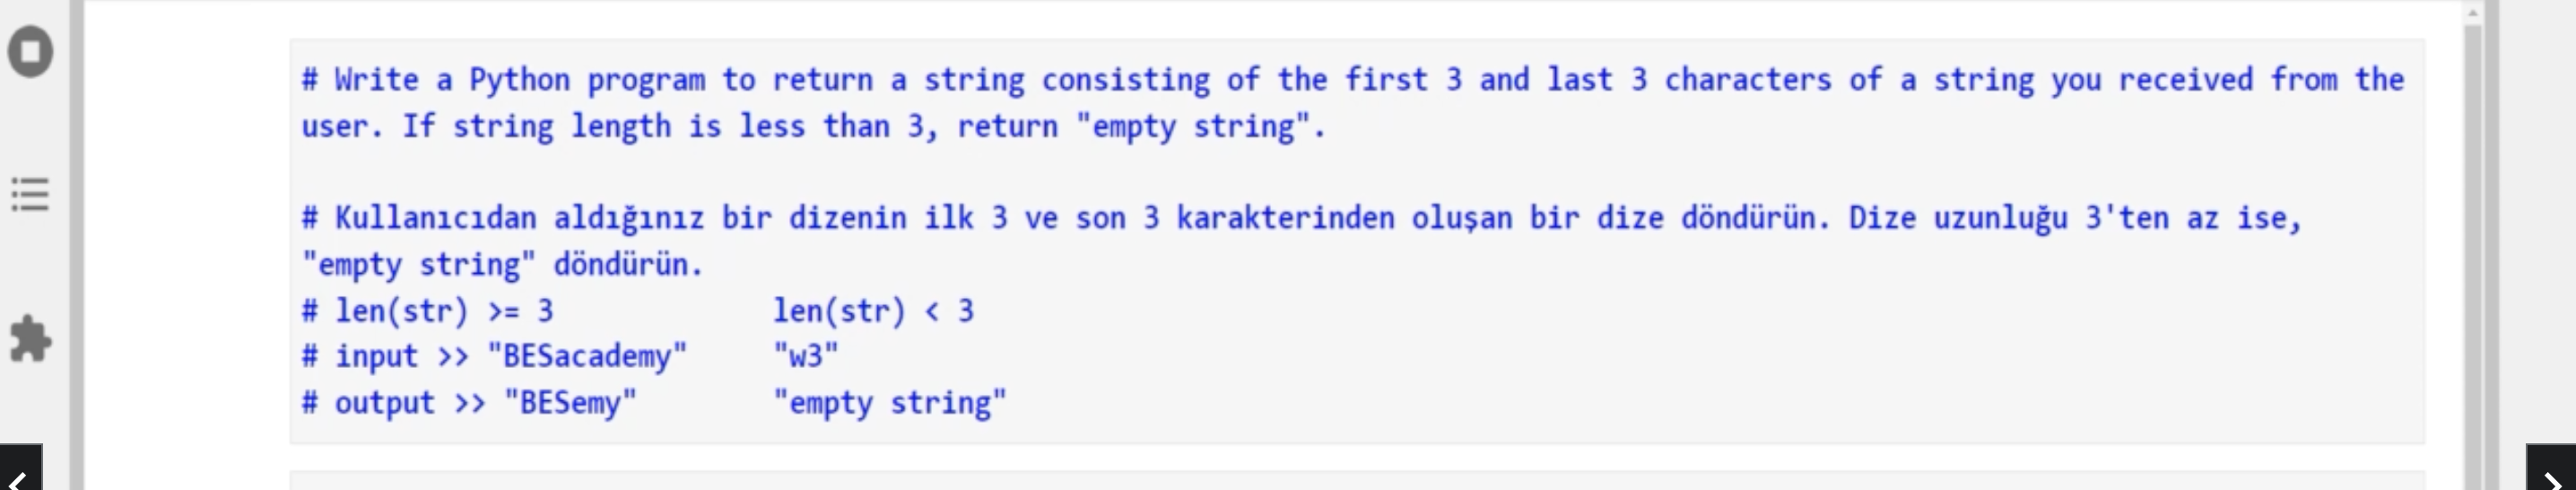 # Write a Python program to return a string consisting of the first 3 and last 3 characters of a string you received from the
user. If string length is less than 3, return "empty string".
# Kullanıcıdan aldığınız bir dizenin ilk 3 ve son 3 karakterinden oluşan bir dize döndürün. Dize uzunluğu 3'ten az ise,
"empty string" döndürün.
# len(str) >= 3             len(str) < 3
# input >> "BESacademy"     "w3"
# output >> "BESemy"        "empty string"